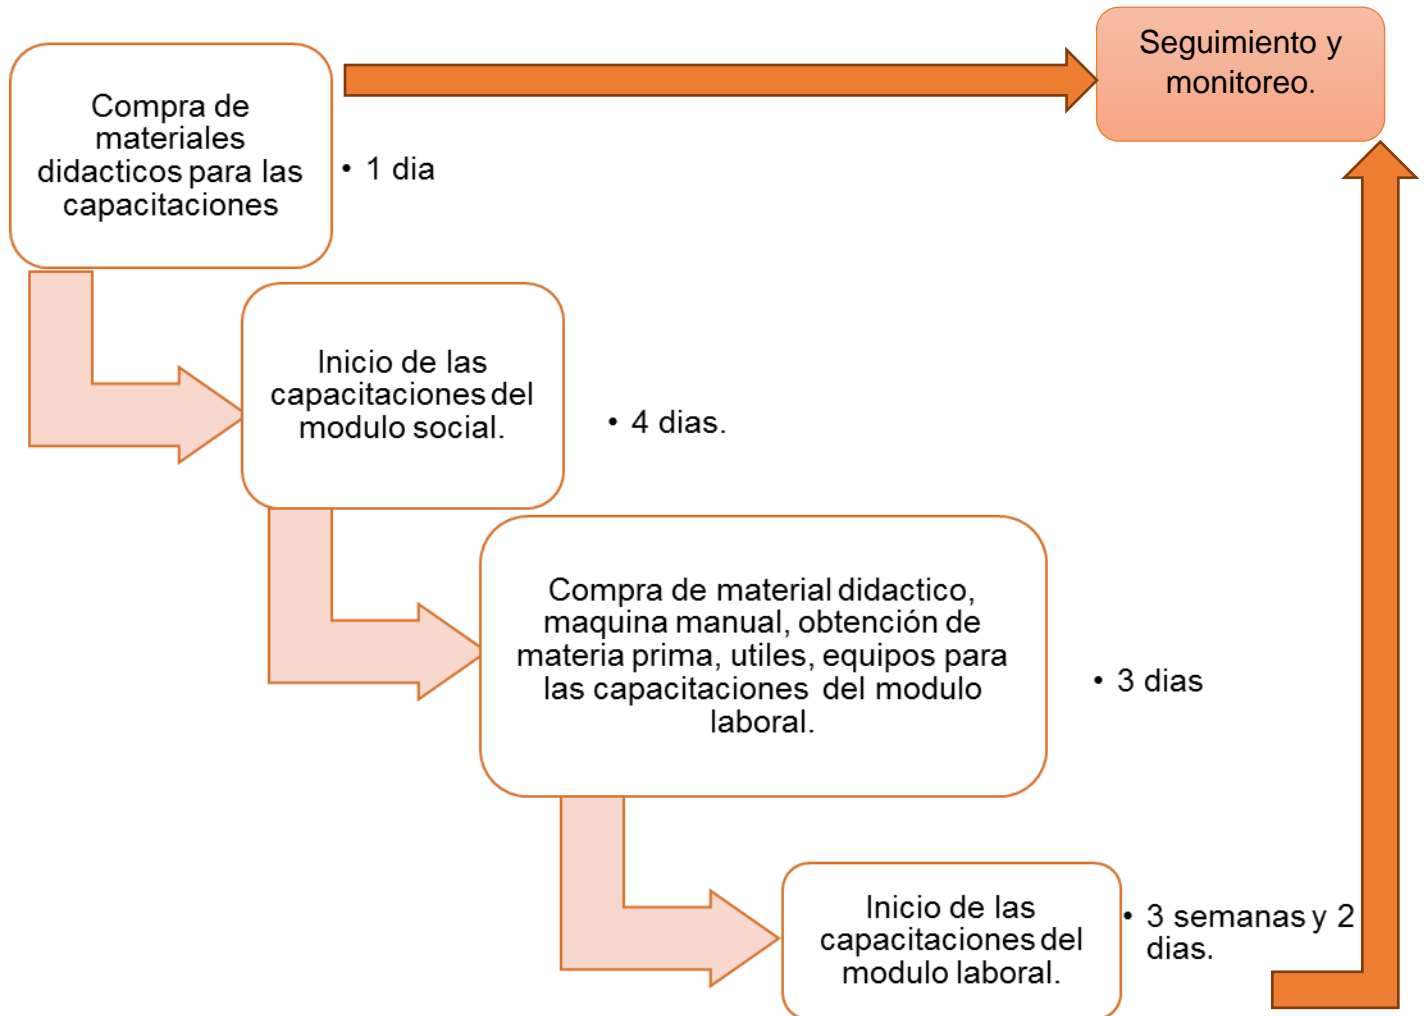 Compra de
materiales
didacticos para las
capacitaciones
• 1 dia
Seguimiento y
monitoreo.
Inicio de las
capacitaciones del
modulo social.
• 4 dias.
Compra de material didactico,
maquina manual, obtención de
materia prima, utiles, equipos para
las capacitaciones del modulo
laboral.
• 3 dias
Inicio de las
capacitaciones del
modulo laboral.
• 3 semanas y 2
dias.